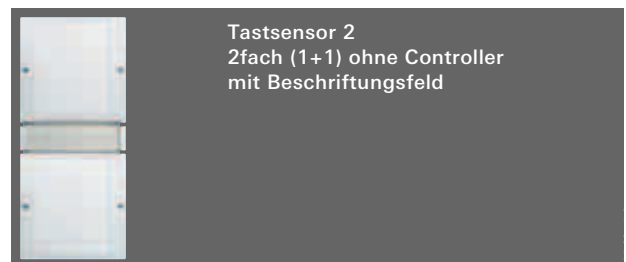 Tastsensor 2
2fach (1+1) ohne Controller
mit Beschriftungsfeld